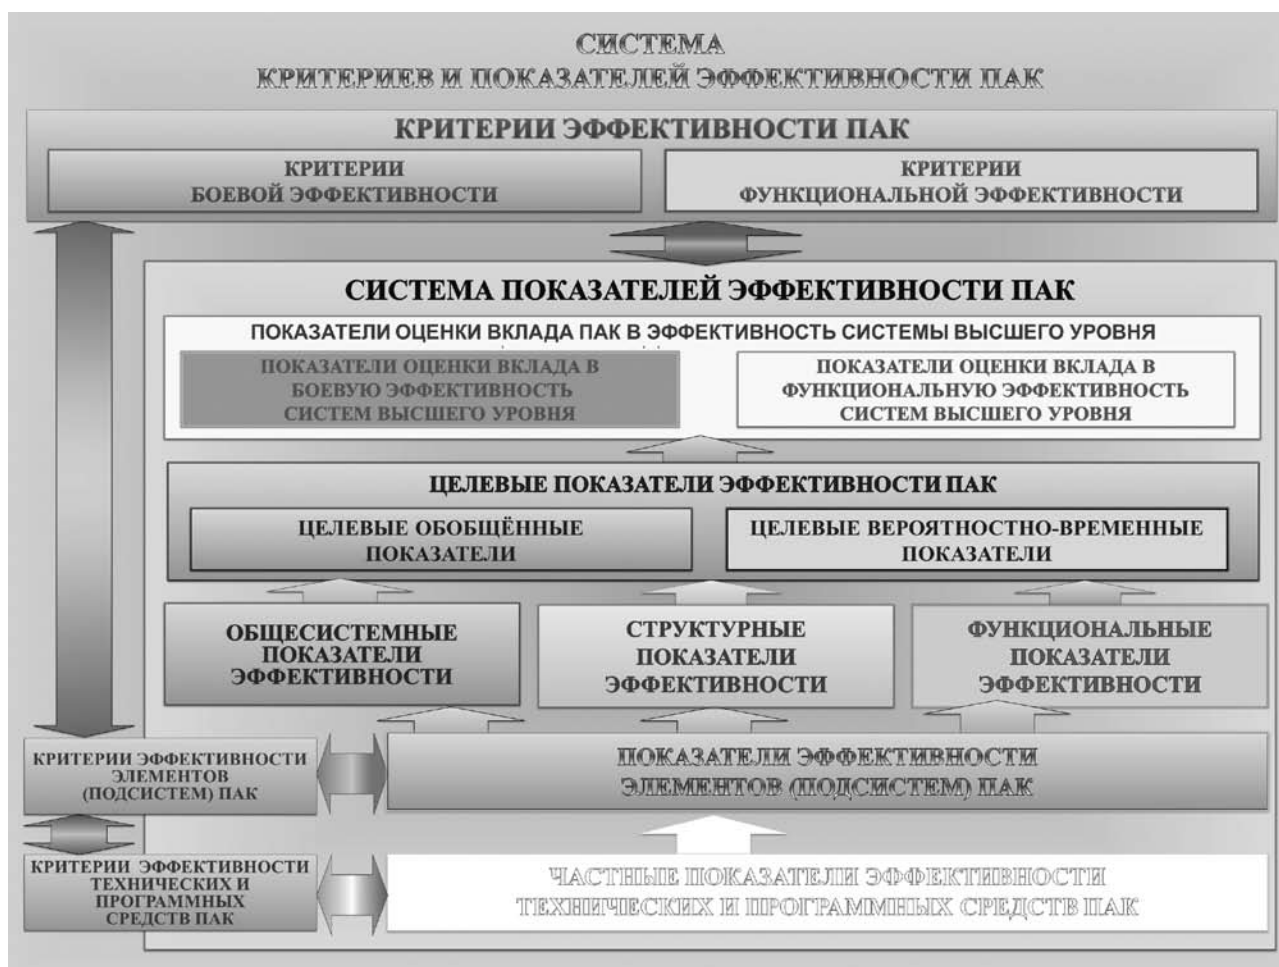 СИСТЕМА
КРИТЕРИЕВ И ПОКАЗАТЕЛЕЙ ЭФФЕКТИВНОСТИ ПАК
КРИТЕРИИ ЭФФЕКТИВНОСТИ ПАК
КРИТЕРИИ
БОЕВОЙ ЭФФЕКТИВНОСТИ
КРИТЕРИИ
ФУНКЦИОНАЛЬНОЙ ЭФФЕКТИВНОСТИ
СИСТЕМА ПОКАЗАТЕЛЕЙ ЭФФЕКТИВНОСТИ ПАК
ПОКАЗАТЕЛИ ОЦЕНКИ ВКЛАДА ПАК В ЭФФЕКТИВНОСТЬ СИСТЕМЫ ВЫСШЕГО УРОВНЯ
ПОКАЗАТЕЛИ ОЦЕНКИ ВКЛАДА В
БОЕВУЮ ЭФФЕКТИВНОСТЬ
СИСТЕМ ВЫСШЕГО УРОВНЯ
ПОКАЗАТЕЛИ ОЦЕНКИ ВКЛАДА В
ФУНКЦИОНАЛЬНУЮ ЭФФЕКТИВНОСТЬ
СИСТЕМ ВЫСШЕГО УРОВНЯ
ЦЕЛЕВЫЕ ПОКАЗАТЕЛИ ЭФФЕКТИВНОСТИ ПАК
ЦЕЛЕВЫЕ ОБОБЩЁННЫЕ
ПОКАЗАТЕЛИ
ЦЕЛЕВЫЕ ВЕРОЯТНОСТНО-ВРЕМЕННЫЕ
ПОКАЗАТЕЛИ
ОБЩЕСИСТЕМНЫЕ
ПОКАЗАТЕЛИ
ЭФФЕКТИВНОСТИ
СТРУКТУРНЫЕ
ПОКАЗАТЕЛИ
ЭФФЕКТИВНОСТИ
ФУНКЦИОНАЛЬНЫЕ
ПОКАЗАТЕЛИ
ЭФФЕКТИВНОСТИ
КРИТЕРИИ ЭФФЕКТИВНОСТИ
ЭЛЕМЕНТОВ
(ПОДСИСТЕМ) ПАК
ПОКАЗАТЕЛИ ЭФФЕКТИВНОСТИ
ЭЛЕМЕНТОВ (ПОДСИСТЕМ) ПАК
КРИТЕРИИ ЭФФЕКТИВНОСТИ
ТЕХНИЧЕСКИХ И
ПРОГРАММНЫХ
СРЕДСТВ ПАК
ЧАСТНЫЕ ПОКАЗАТЕЛИ ЭФФЕКТИВНОСТИ
ТЕХНИЧЕСКИХ И ПРОГРАММНЫХ СРЕДСТВ ПАК